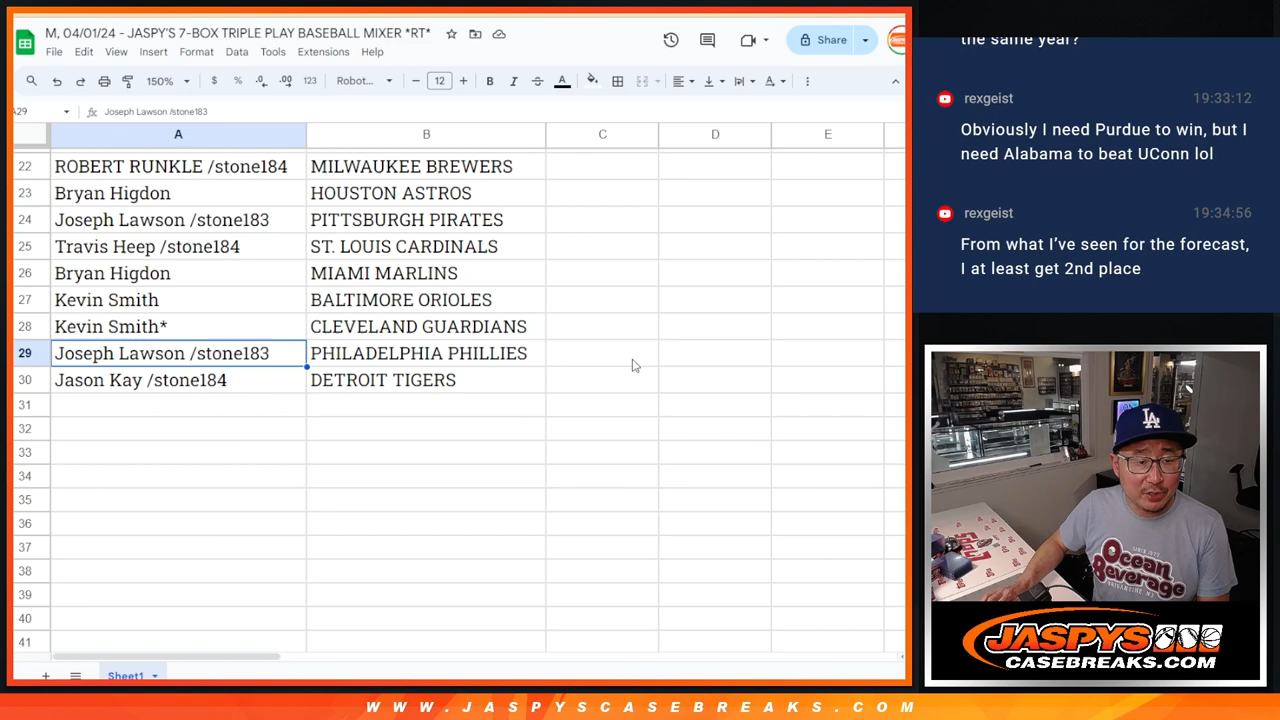 M, 04/01/24 - JASPY'S 7-BOX TRIPLE PLAY BASEBALL MIXER *RT*
File Edit View Insert Format Data Tools Extensions Help
Share
150% $ % .0 .00 123 Robot... 12 B I A
A29 fx Joseph Lawson /stone183
A B C D E
22 ROBERT RUNKLE /stone184 MILWAUKEE BREWERS
23 Bryan Higdon HOUSTON ASTROS
24 Joseph Lawson /stone183 PITTSBURGH PIRATES
25 Travis Heep /stone184 ST. LOUIS CARDINALS
26 Bryan Higdon MIAMI MARLINS
27 Kevin Smith BALTIMORE ORIOLES
28 Kevin Smith* CLEVELAND GUARDIANS
29 Joseph Lawson /stone183 PHILADELPHIA PHILLIES
30 Jason Kay /stone184 DETROIT TIGERS
31
32
33
34
35
36
37
38
39
40
41
Sheet1
the same year?
rexgeist 19:33:12
Obviously I need Purdue to win, but I
need Alabama to beat UConn lol
rexgeist 19:34:56
From what I've seen for the forecast,
I at least get 2nd place
LA
Ocean
Beverage
JASPYS
CASEBREAKS.COM
WWW.JASPYSCASEBREAKS.COM